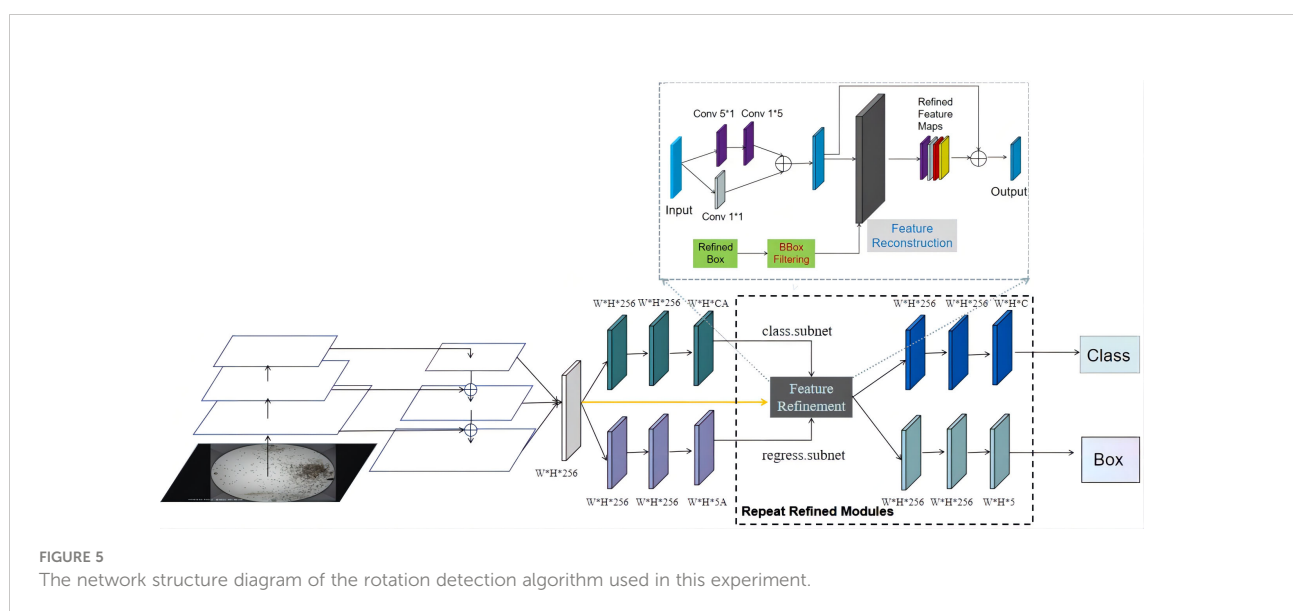 Conv 5*1 Conv 1*5
Refined
Feature
Maps
Input
Conv 1*1
Output
Feature
Reconstruction
Refined
Box
BBox
Filtering
W*H*256 W*H*256 W*H*CA
W*H*256 W*H*256 W*H*C
class.subnet
Class
Feature
Refinement
W*H*256
regress.subnet
Box
W*H*256 W*H*256 W*H*5A
W*H*256 W*H*256 W*H*5
Repeat Refined Modules
FIGURE 5
The network structure diagram of the rotation detection algorithm used in this experiment.